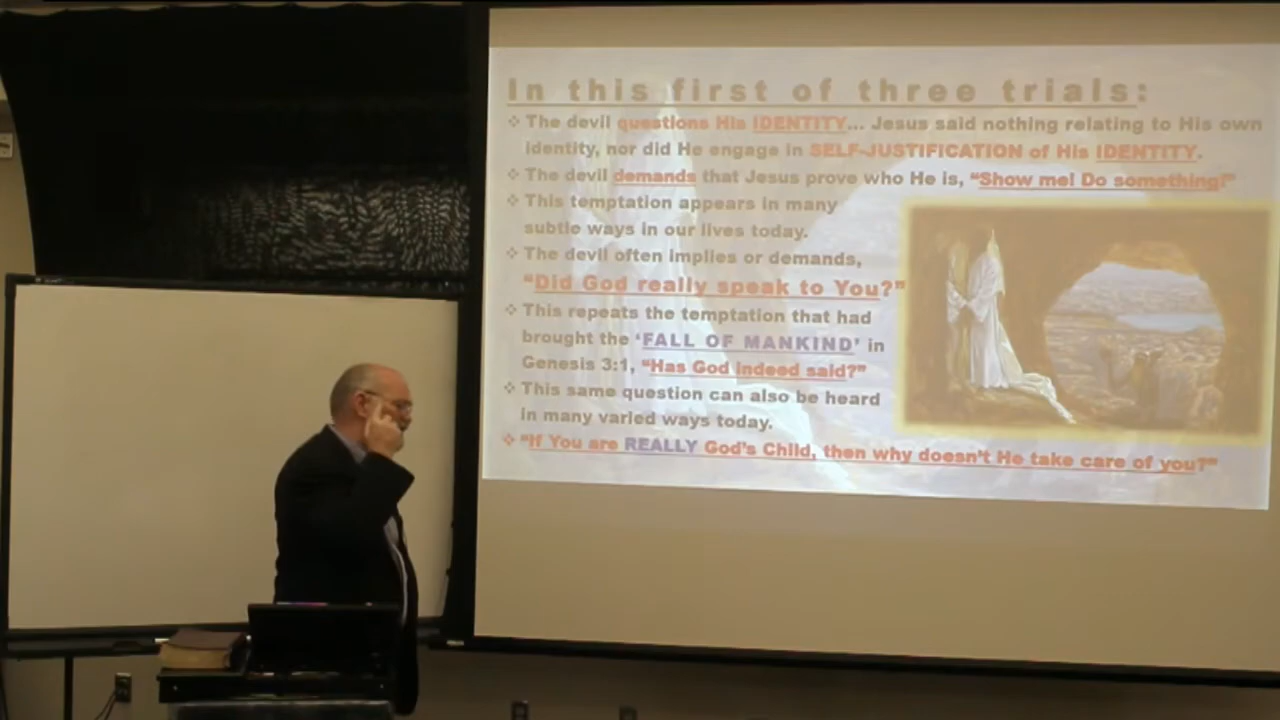 In this first of three trials:
❖ The devil questions His IDENTITY... Jesus said nothing relating to His own
identity, nor did He engage in SELF-JUSTIFICATION of His IDENTITY.
❖ The devil demands that Jesus prove who He is, "Show me! Do something!"
❖ This temptation appears in many
subtle ways in our lives today.
❖ The devil often implies or demands,
"Did God really speak to You?"
❖ This repeats the temptation that had
brought the 'FALL OF MANKIND' in
Genesis 3:1, "Has God indeed said?"
❖ This same question can also be heard
in many varied ways today.
❖ "If You are REALLY God's Child, then why doesn't He take care of you?"